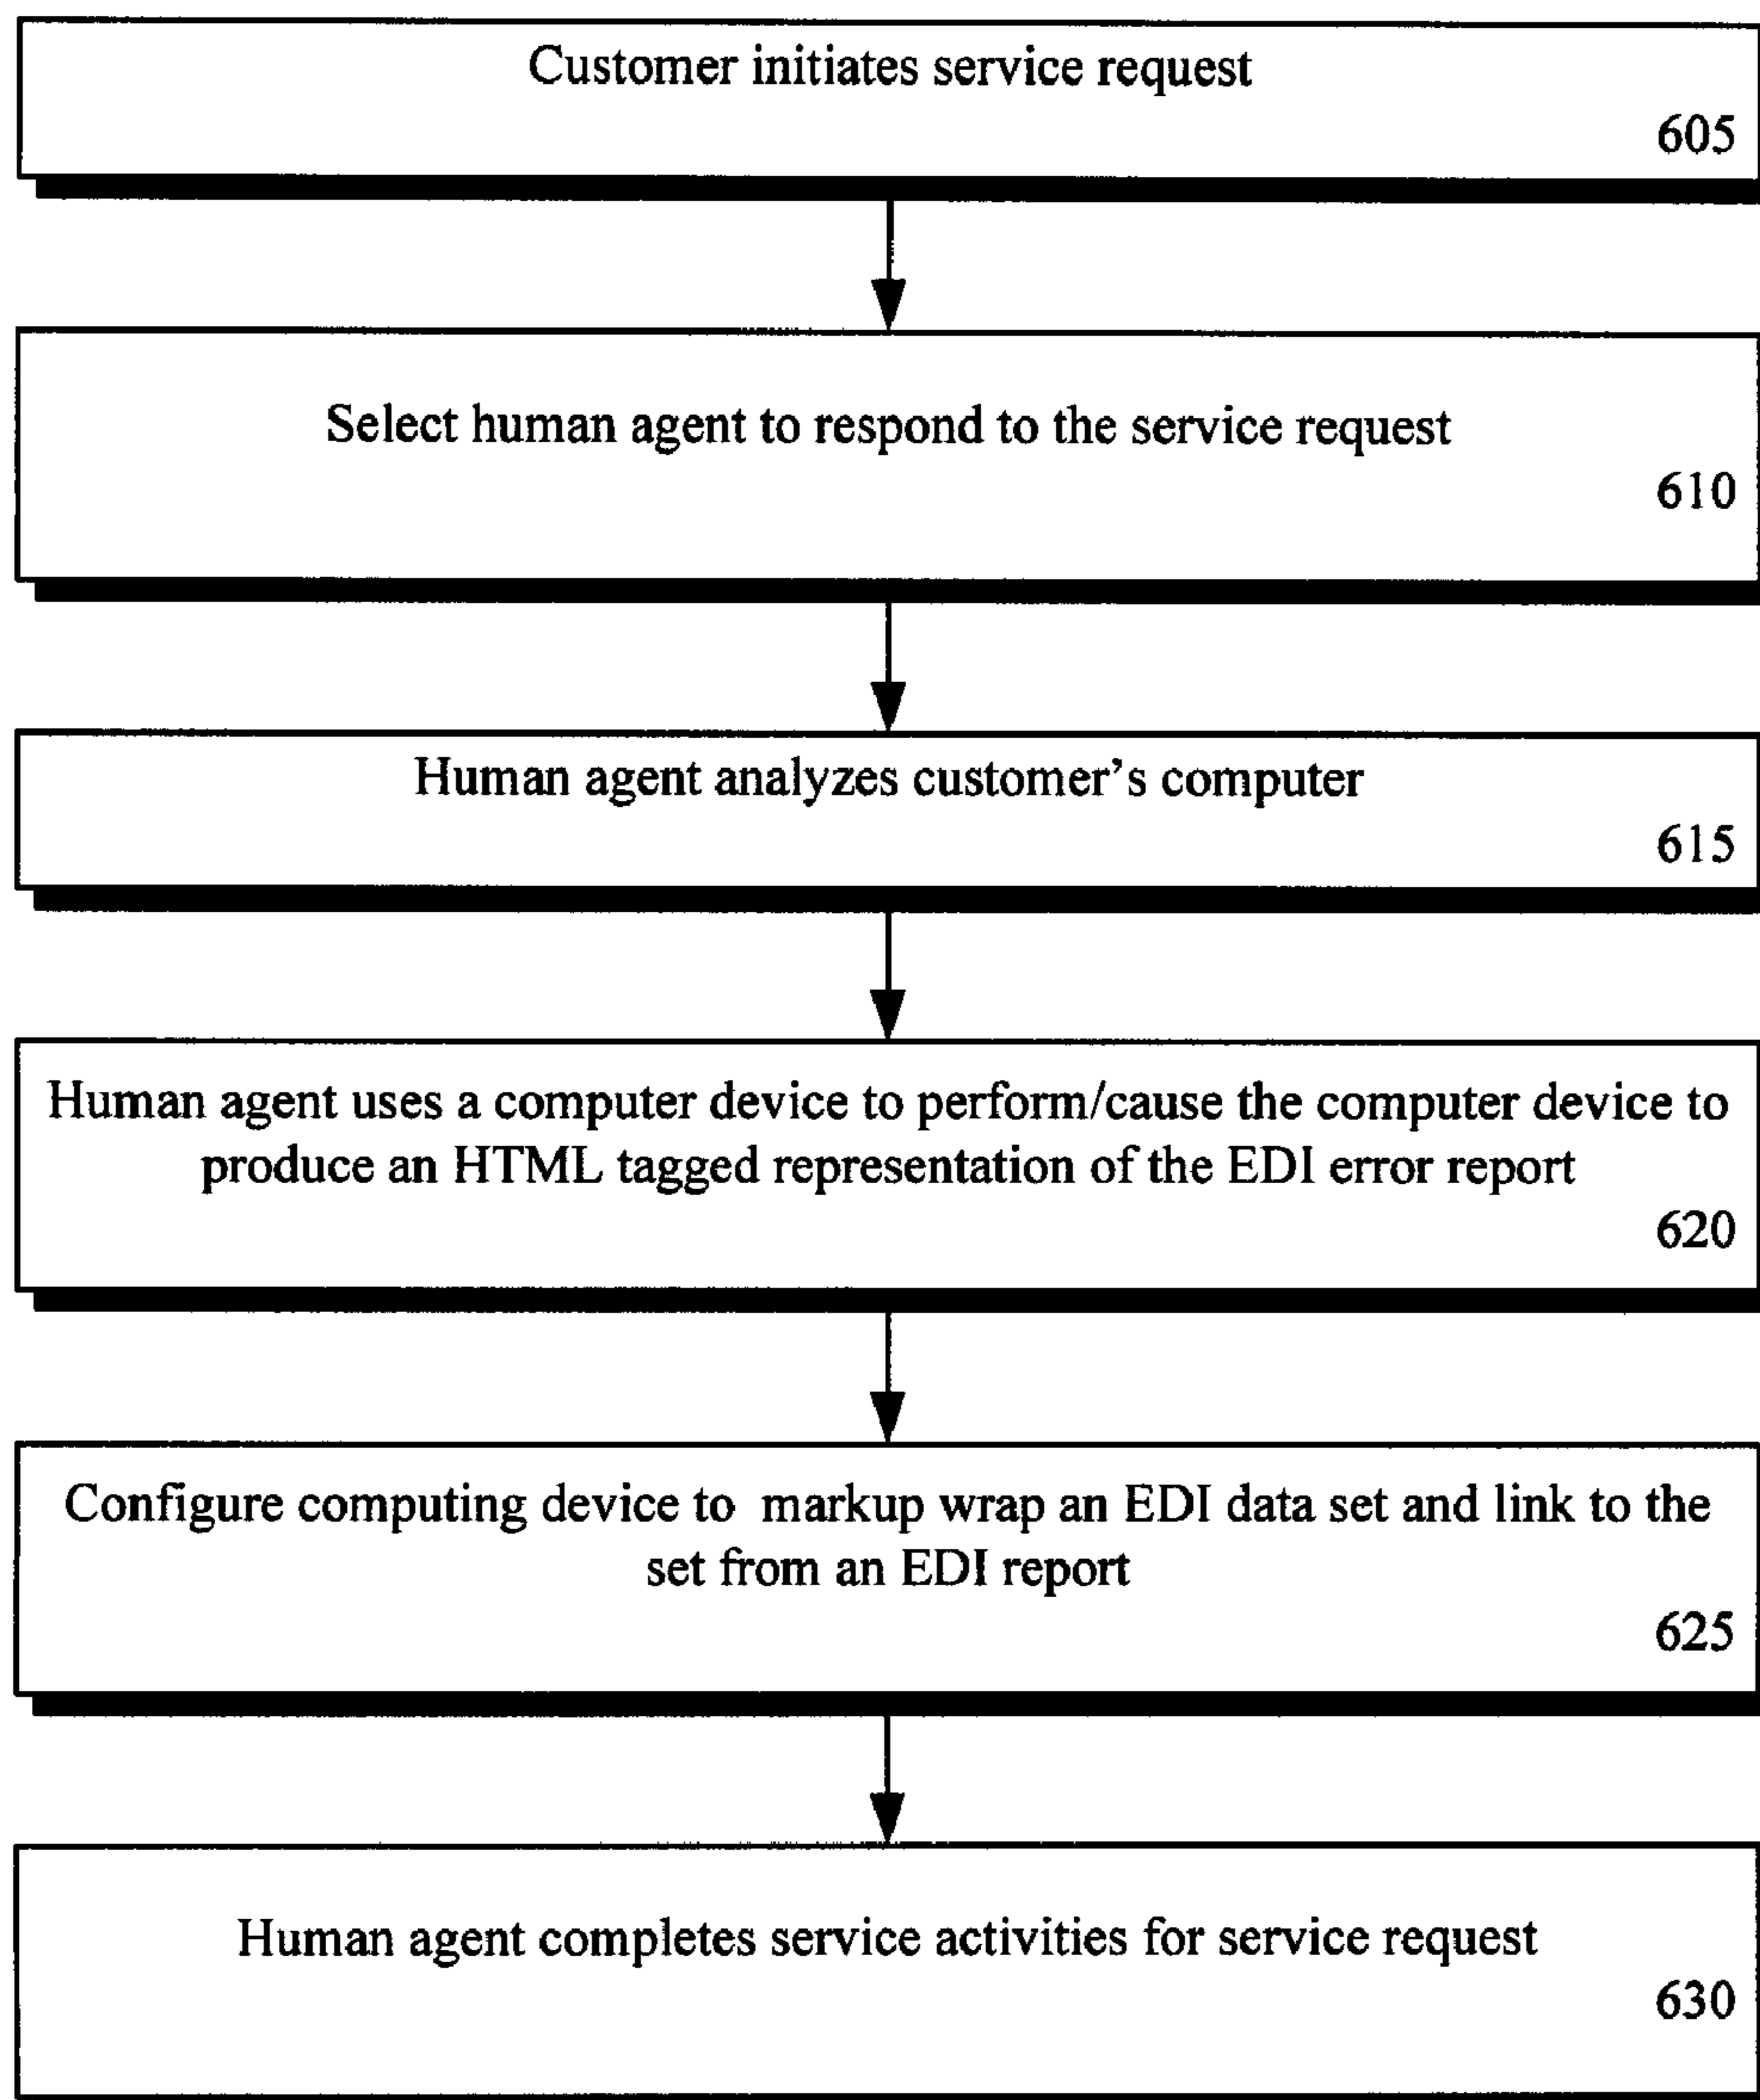 Customer initiates service request
605
Select human agent to respond to the service request
610
Human agent analyzes customer’s computer
615
Human agent uses a computer device to perform/cause the computer device to
produce an HTML tagged representation of the EDI error report
620
Configure computing device to markup wrap an EDI data set and link to the
set from an EDI report
625
Human agent completes service activities for service request
630